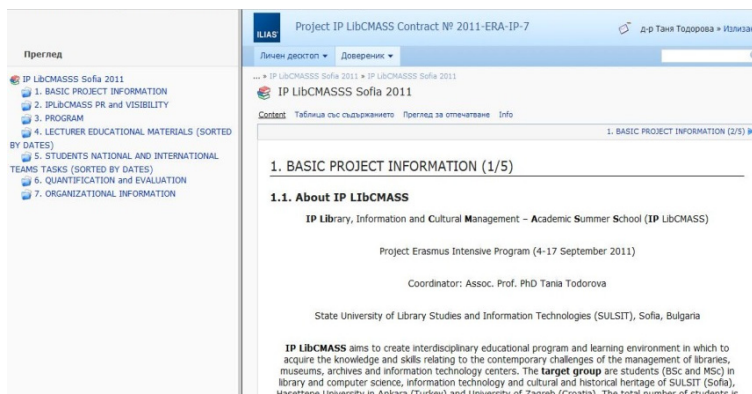 Преглед
IP LibCMASSS Sofia 2011
1. BASIC PROJECT INFORMATION
2. IPLibCMASS PR and VISIBILITY
3. PROGRAM
4. LECTURER EDUCATIONAL MATERIALS (SORTED
BY DATES)
5. STUDENTS NATIONAL AND INTERNATIONAL
TEAMS TASKS (SORTED BY DATES)
6. QUANTIFICATION and EVALUATION
7. ORGANIZATIONAL INFORMATION
ILIAS
Project IP LibCMASS Contract № 2011-ERA-IP-7
д-р Таня Тодорова » Излиза
Личен десктоп
Довереник
... » IP LibCMASSS Sofia 2011 » IP LibCMASSS Sofia 2011
IP LibCMASSS Sofia 2011
Content Таблица със съдържанието Преглед за отпечатване Info
1. BASIC PROJECT INFORMATION (2/5)
1. BASIC PROJECT INFORMATION (1/5)
1.1. About IP LIbCMASS
IP Library, Information and Cultural Management – Academic Summer School (IP LibCMASS)
Project Erasmus Intensive Program (4-17 September 2011)
Coordinator: Assoc. Prof. PhD Tania Todorova
State University of Library Studies and Information Technologies (SULSIT), Sofia, Bulgaria
IP LibCMASS aims to create interdisciplinary educational program and learning environment in which to
acquire the knowledge and skills relating to the contemporary challenges of the management of libraries,
museums, archives and information technology centers. The target group are students (BSc and MSc) in
library and computer science, information technology and cultural and historical heritage of SULSIT (Sofia),
Hasettepe University in Ankara (Turkey) and University of Zagreb (Croatia). The total number of students is